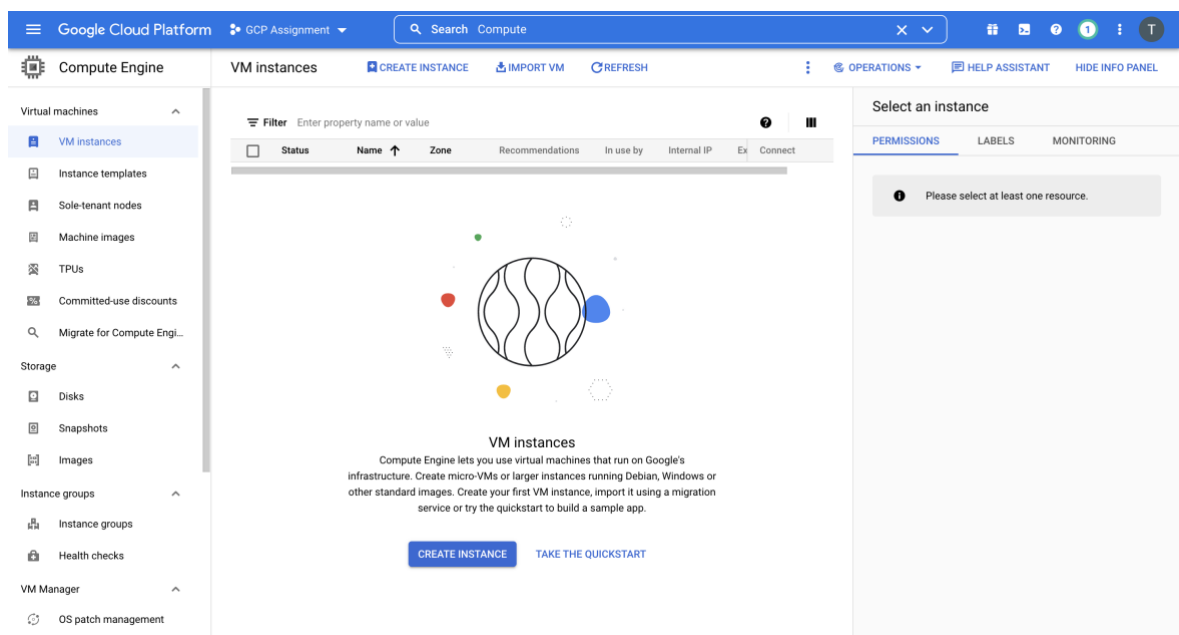 Google Cloud Platform
GCP Assignment
Search Compute
1
T
Compute Engine
VM instances
CREATE INSTANCE
IMPORT VM
REFRESH
OPERATIONS
HELP ASSISTANT
HIDE INFO PANEL
Virtual machines
VM instances
Instance templates
Sole-tenant nodes
Machine images
TPUs
Committed-use discounts
Migrate for Compute Engi...
Storage
Disks
Snapshots
Images
Instance groups
Instance groups
Health checks
VM Manager
OS patch management
Filter Enter property name or value
Status Name Zone Recommendations In use by Internal IP Ex Connect
VM instances
Compute Engine lets you use virtual machines that run on Google's
infrastructure. Create micro-VMs or larger instances running Debian, Windows or
other standard images. Create your first VM instance, import it using a migration
service or try the quickstart to build a sample app.
CREATE INSTANCE
TAKE THE QUICKSTART
Select an instance
PERMISSIONS LABELS MONITORING
Please select at least one resource.